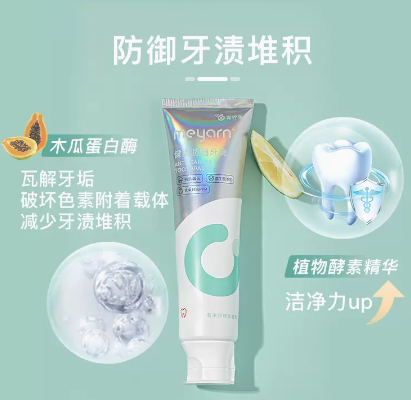 防御牙渍堆积
木瓜蛋白酶
瓦解牙垢
破坏色素附着载体
减少牙渍堆积
meyarn
植物酵素精华
洁净力up